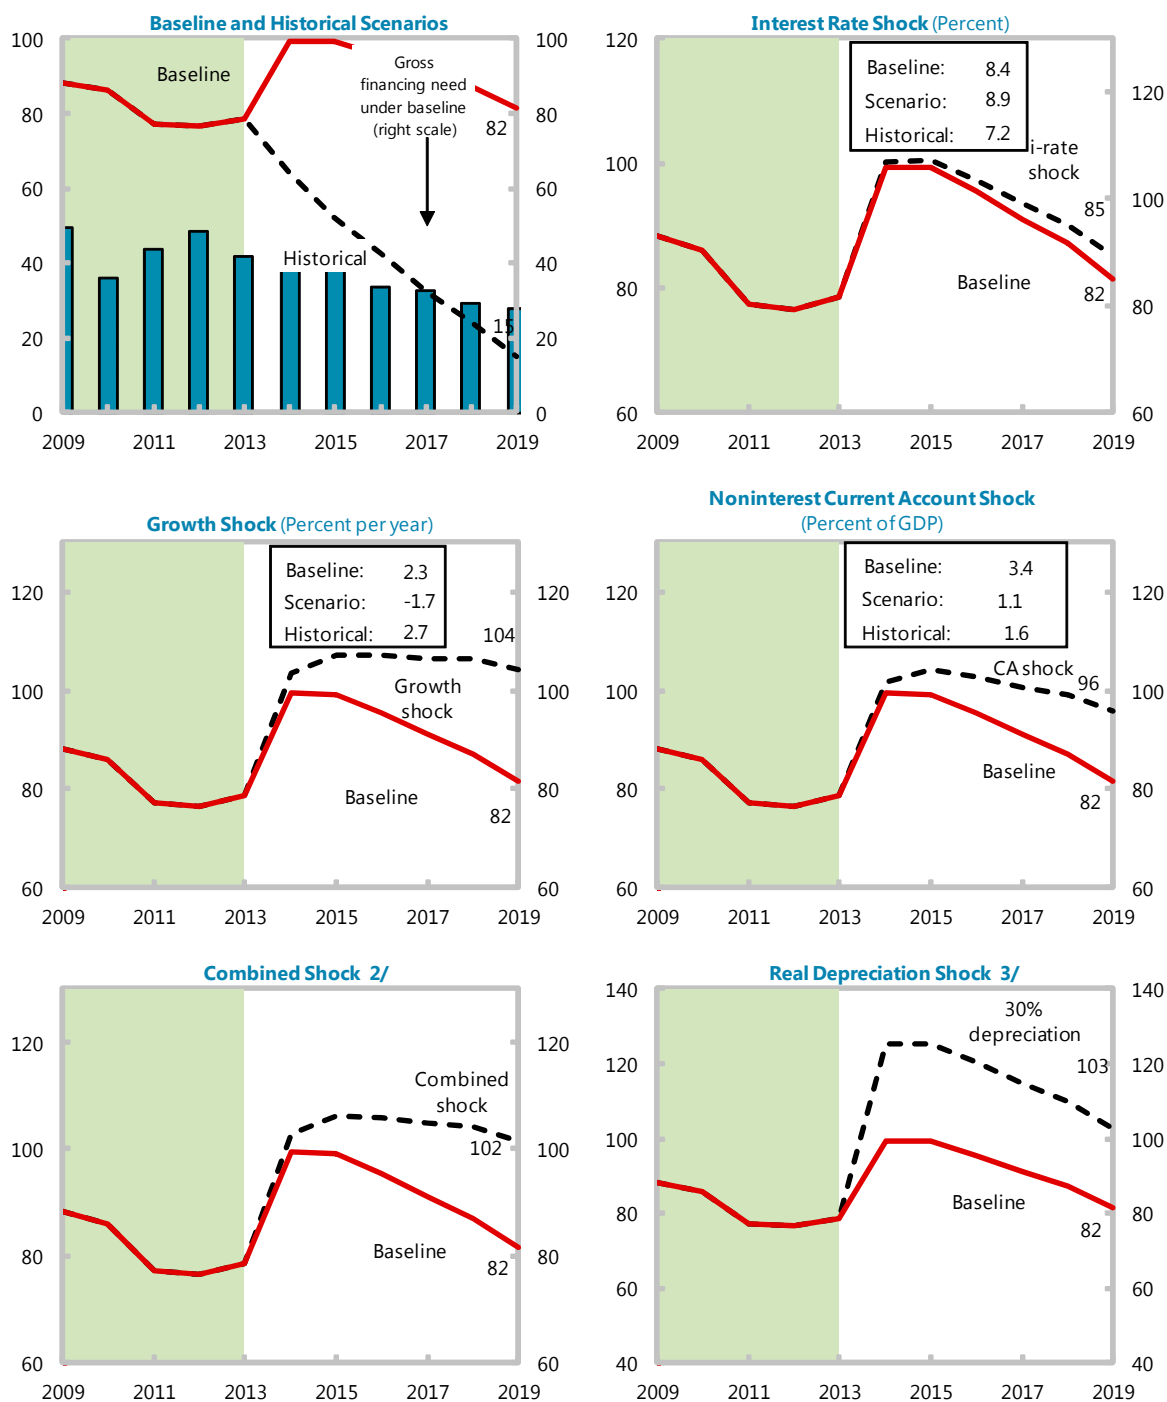 Baseline and Historical Scenarios
100
80
60
40
20
0
100
80
60
40
20
0
Baseline
Gross
financing need
under baseline
(right scale)
82
Historical
15
2009 2011 2013 2015 2017 2019
Interest Rate Shock (Percent)
120
100
80
60
120
100
80
60
Baseline: 8.4
Scenario: 8.9
Historical: 7.2
i-rate
shock
85
Baseline
82
2009 2011 2013 2015 2017 2019
Growth Shock (Percent per year)
120
100
80
60
120
100
80
60
Baseline: 2.3
Scenario: -1.7
Historical: 2.7
104
Growth
shock
Baseline
82
2009 2011 2013 2015 2017 2019
Noninterest Current Account Shock
(Percent of GDP)
120
100
80
60
120
100
80
60
Baseline: 3.4
Scenario: 1.1
Historical: 1.6
CA shock
96
Baseline
82
2009 2011 2013 2015 2017 2019
Combined Shock 2/
120
100
80
60
120
100
80
60
Combined
shock
102
Baseline
82
2009 2011 2013 2015 2017 2019
Real Depreciation Shock 3/
140
120
100
80
60
40
140
120
100
80
60
40
30%
depreciation
103
Baseline
82
2009 2011 2013 2015 2017 2019